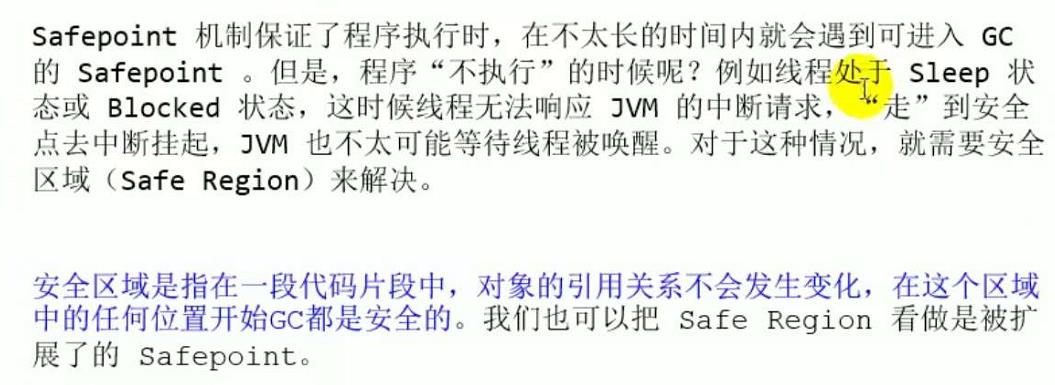 Safepoint 机制保证了程序执行时，在不太长的时间内就会遇到可进入 GC
的 Safepoint 。但是，程序“不执行”的时候呢？例如线程处于 Sleep 状
态或 Blocked 状态，这时候线程无法响应 JVM 的中断请求，“走”到安全
点去中断挂起，JVM 也不太可能等待线程被唤醒。对于这种情况，就需要安全
区域（Safe Region）来解决。
安全区域是指在一段代码片段中，对象的引用关系不会发生变化，在这个区域
中的任何位置开始GC都是安全的。我们也可以把 Safe Region 看做是被扩
展了的 Safepoint。